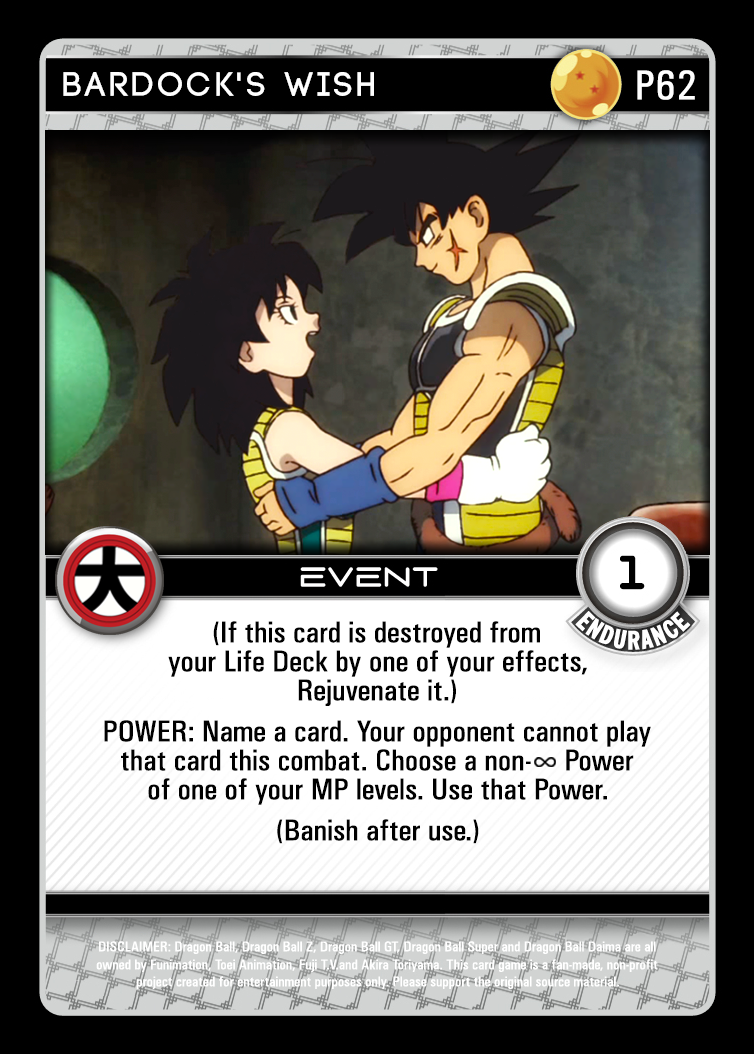 BARDOCK'S WISH
P62
大
EVENT
1
ENDURANCE
(If this card is destroyed from
your Life Deck by one of your effects,
Rejuvenate it.)
POWER: Name a card. Your opponent cannot play
that card this combat. Choose a non-∞ Power
of one of your MP levels. Use that Power.
(Banish after use.)
DISCLAIMER: Dragon Ball, Dragon Ball Z, Dragon Ball GT, Dragon Ball Super and Dragon Ball Daima are all
owned by Funimation, Toei Animation, Fuji T.V.and Akira Toriyama. This card game is a fan-made, non-profit
project created for entertainment purposes only. Please support the original source material.